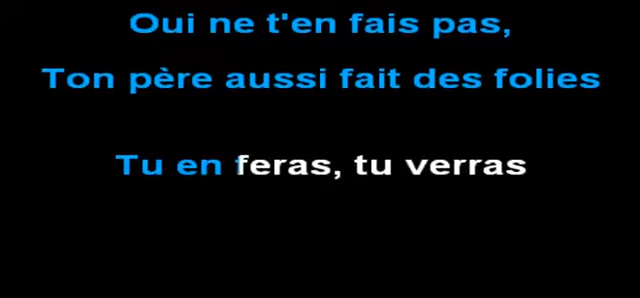 Oui ne t'en fais pas,
Ton père aussi fait des folies
Tu en feras, tu verras